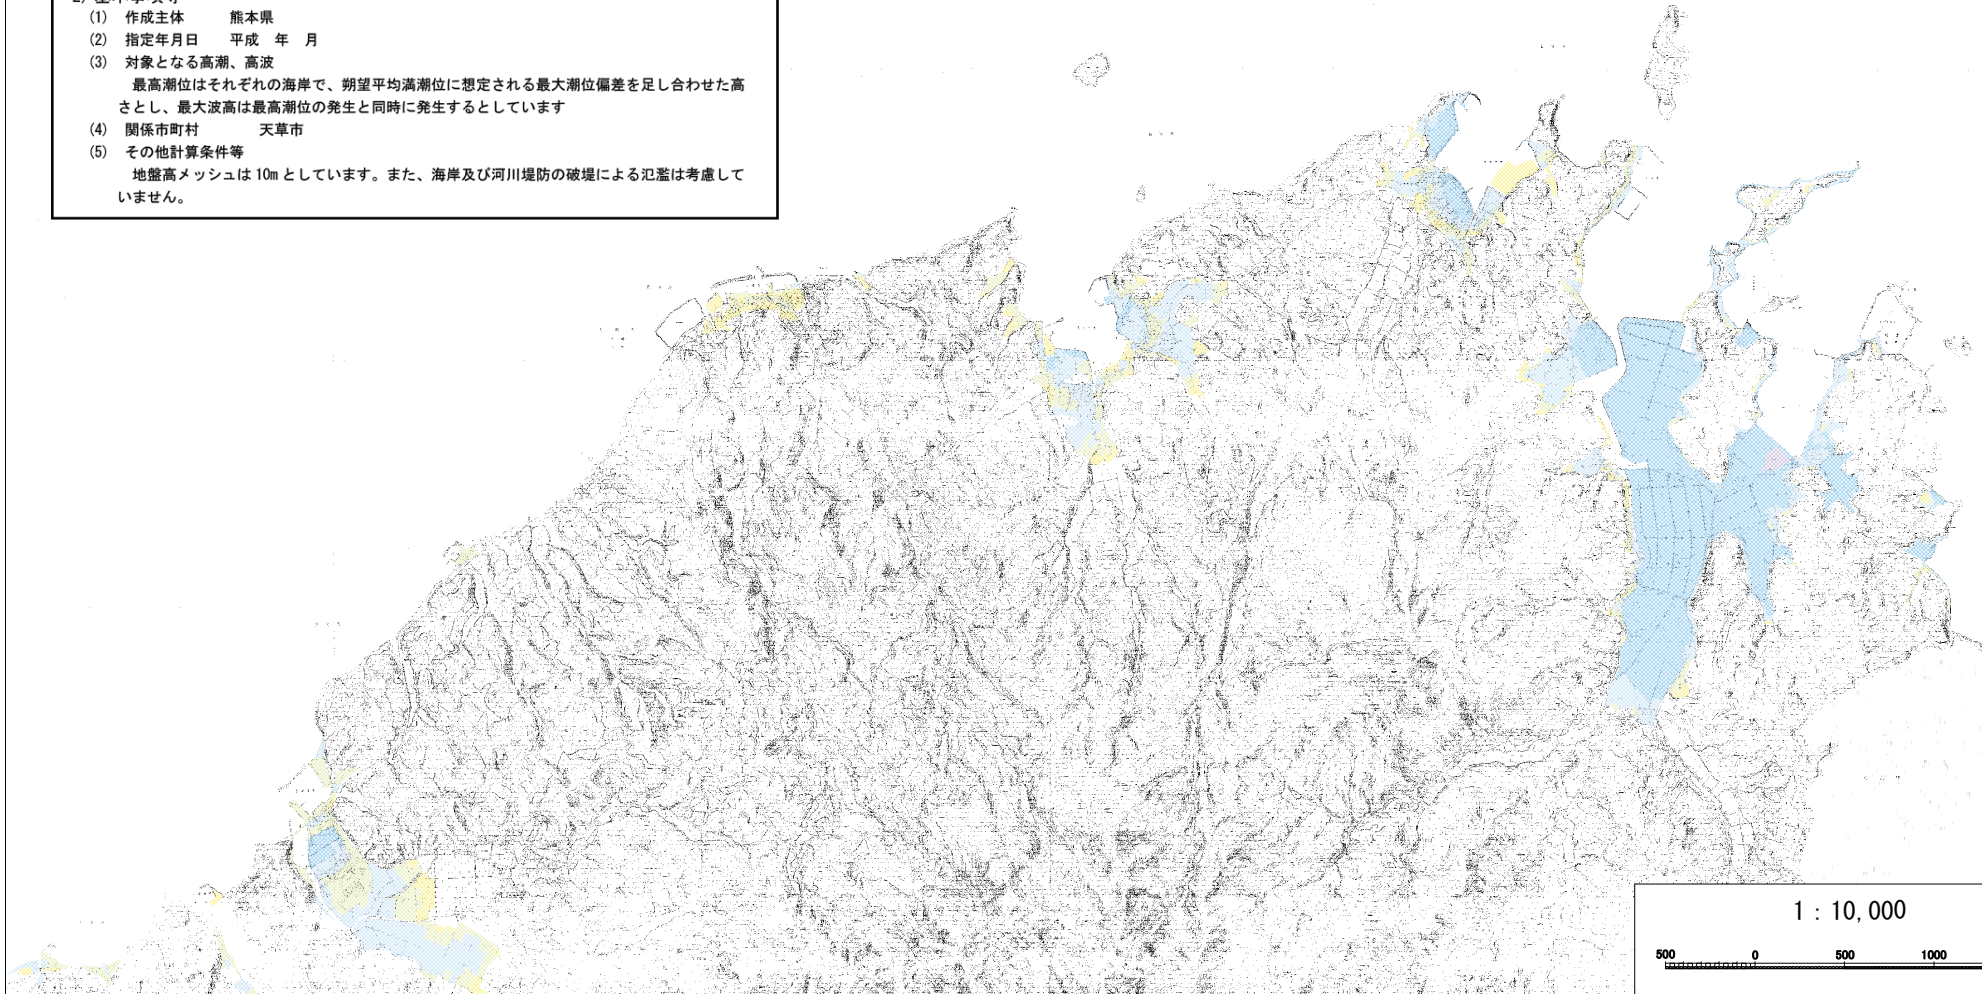 (1) 作成主体 熊本県
(2) 指定年月日 平成 年 月
(3) 対象となる高潮、高波
最高潮位はそれぞれの海岸で、朔望平均満潮位に想定される最大潮位偏差を足し合わせた高
さとし、最大波高は最高潮位の発生と同時に発生するとしています
(4) 関係市町村 天草市
(5) その他計算条件等
地盤高メッシュは 10m としています。また、海岸及び河川堤防の破堤による氾濫は考慮して
いません。
1 : 10,000
500 0 500 1000